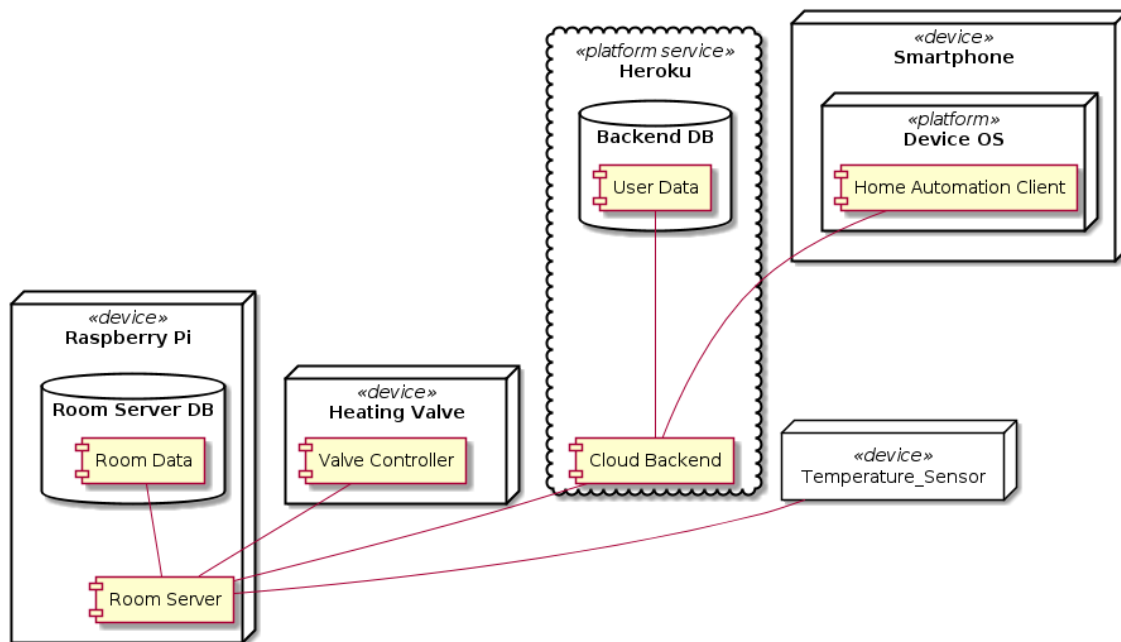 «platform service»
Heroku
Backend DB
User Data
«device»
Smartphone
«platform»
Device OS
Home Automation Client
«device»
Raspberry Pi
Room Server DB
Room Data
«device»
Heating Valve
Valve Controller
Cloud Backend
«device»
Temperature_Sensor
Room Server